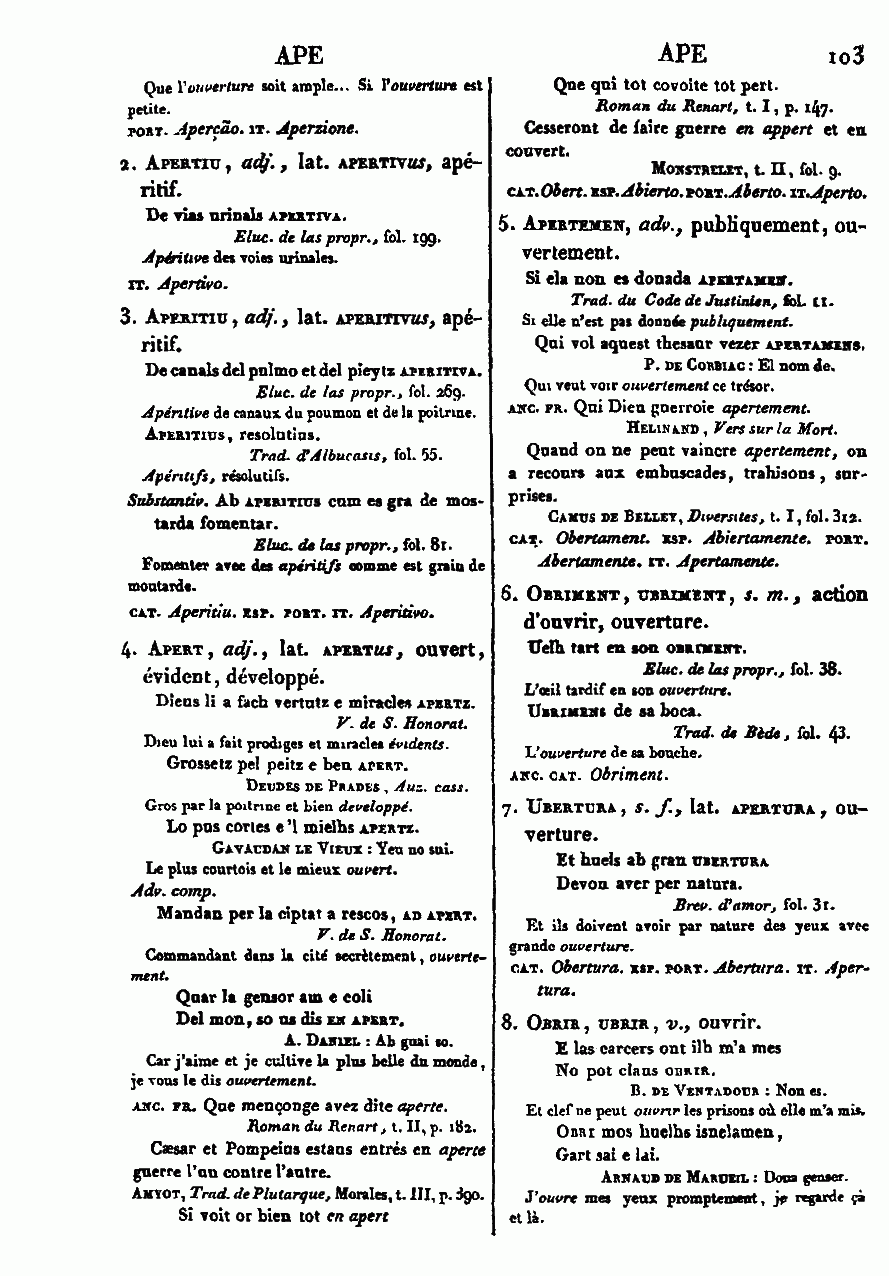 APE
APE 103
Que l'ouverture soit ample... Si l'ouverture est
petite.
PORT. Aperção. IT. Aperzione.
2. APERTIU, adj., lat. APERTIVUS, apé-
ritif.
De vias urinals APERTIVA.
Eluc. de las propr., fol. 199.
Apéritive des voies urinales.
IT. Apertivo.
3. APERITIU, adj., lat. APERITIVUS, apé-
ritif.
De canals del pulmo et del pieytz APERITIVA.
Eluc. de las propr., fol. 269.
Apéritive de canaux du poumon et de la poitrine.
APERITIUS, resolutius.
Trad. d'Albucasis, fol. 55.
Apéritifs, résolutifs.
Substantiv. Ab APERITIUS cum es gra de mos-
tarda fomentar.
Eluc. de las propr., fol. 81.
Fomenter avec des apéritifs comme est grain de
moutarde.
CAT. Aperitiu. ESP. PORT. IT. Aperitivo.
4. APERT, adj., lat. APERTUS, ouvert,
évident, développé.
Dieus li a fach vertutz e miracles APERTZ.
V. de S. Honorat.
Dieu lui a fait prodiges et miracles évidents.
Grossetz pel peitz e ben APERT.
DEUDES DE PRADES, Auz. cass.
Gros par la poitrine et bien developpé.
Lo pus cortes e'l mielhs APERTZ.
GAVAUDAN LE VIEUX : Yeu no sui.
Le plus courtois et le mieux ouvert.
Adv. comp.
Mandan per la ciptat a rescos, AD APERT.
V. de S. Honorat.
Commandant dans la cité secrètement, ouverte-
ment.
Quar la gensor am e coli
Del mon, so us dis EN APERT.
A. DANIEL : Ab guai so.
Car j'aime et je cultive la plus belle du monde,
je vous le dis ouvertement.
ANC. FR. Que mençonge avez dite aperte.
Roman du Renart, t. II, p. 182.
Cæsar et Pompeius estans entrés en aperte
guerre l'un contre l'autre.
AMYOT, Trad. de Plutarque, Morales, t. III, p. 390.
Si voit or bien tot en apert
Que qui tot covoite tot pert.
Roman du Renart, t. I, p. 147.
Cesseront de faire guerre en appert et en
couvert.
MONSTRELET, t. II, fol. 9.
CAT. Obert. ESP. Abierto. PORT. Aberto. IT. Aperto.
5. APERTEMEN, adv., publiquement, ou-
vertement.
Si ela non es donada APERTAMEN.
Trad. du Code de Justinien, fol. 11.
Si elle n'est pas donnée publiquement.
Qui vol aquest thesaur vezer APERTAMENS.
P. DE CORBIAC : El nom de.
Qui veut voir ouvertement ce trésor.
ANC. FR. Qui Dieu guerroie apertement.
HELINAND, Vers sur la Mort.
Quand on ne peut vaincre apertement, on
a recours aux embuscades, trahisons, sur-
prises.
CAMUS DE BELLEY, Diversites, t. I, fol. 312.
CAT. Obertament. ESP. Abiertamente. PORT.
Abertamente. IT. Apertamente.
6. OBRIMENT, UBRIMENT, s. m., action
d'ouvrir, ouverture.
Uelh tart en son OBRIMENT.
Eluc. de las propr., fol. 38.
L'œil tardif en son ouverture.
UBRIMENS de sa boca.
Trad. de Bède, fol. 43.
L'ouverture de sa bouche.
ANC. CAT. Obriment.
7. UBERTURA, s. f., lat. APERTURA, ou-
verture.
Et huels ab gran UBERTURA
Devon aver per natura.
Brev. d'amor, fol. 31.
Et ils doivent avoir par nature des yeux avec
grande ouverture.
CAT. Obertura. ESP. PORT. Abertura. IT. Aper-
tura.
8. OBRIR, UBRIR, v., ouvrir.
E las carcers ont ilh m'a mes
No pot claus OBRIR.
B. DE VENTADOUR : Non es.
Et clef ne peut ouvrir les prisons où elle m'a mis.
OBRI mos huelhs isnelamen,
Gart sai e lai.
ARNAUD DE MARUEIL : Dona genser.
J'ouvre mes yeux promptement, je regarde çà
et là.